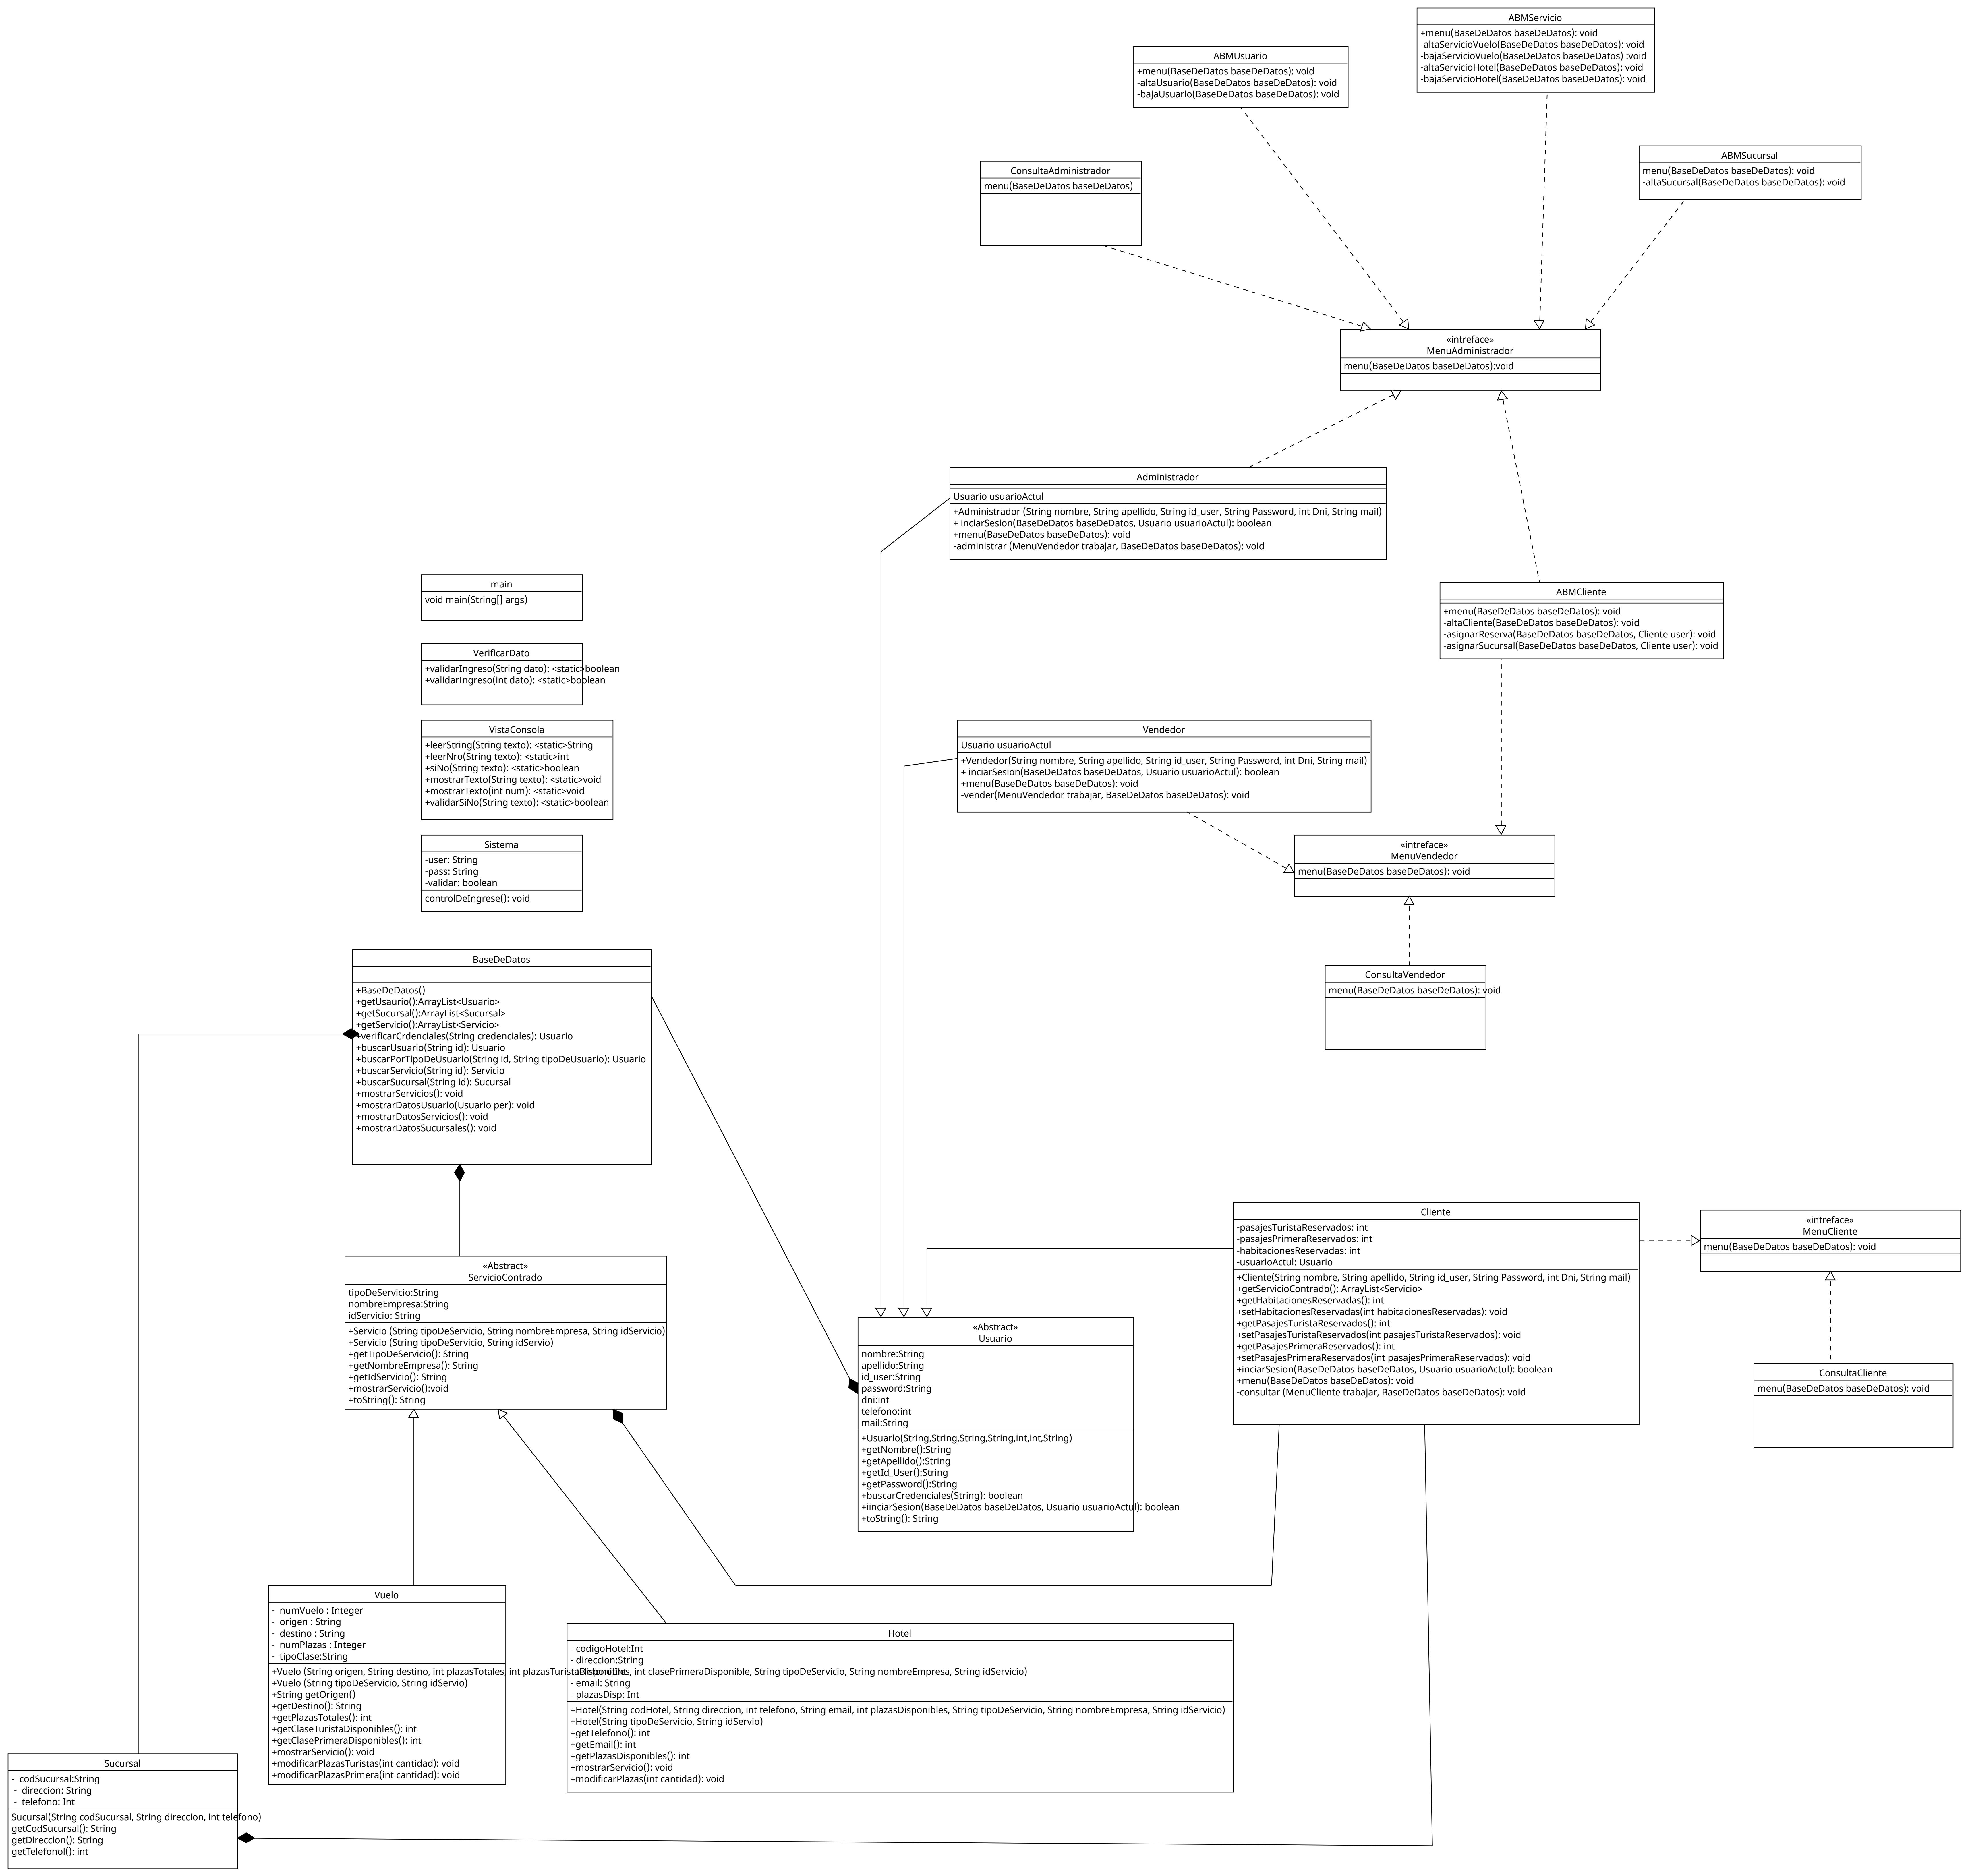 ABMServicio
+menu(BaseDeDatos baseDeDatos): void
-altaServicioVuelo(BaseDeDatos baseDeDatos): void
-bajaServicioVuelo(BaseDeDatos baseDeDatos) :void
-altaServicioHotel(BaseDeDatos baseDeDatos): void
-bajaServicioHotel(BaseDeDatos baseDeDatos): void
ABMUsuario
+menu(BaseDeDatos baseDeDatos): void
-altaUsuario(BaseDeDatos baseDeDatos): void
-bajaUsuario(BaseDeDatos baseDeDatos): void
ABMSucursal
menu(BaseDeDatos baseDeDatos): void
-altaSucursal(BaseDeDatos baseDeDatos): void
ConsultaAdministrador
menu(BaseDeDatos baseDeDatos)
«intreface»
MenuAdministrador
menu(BaseDeDatos baseDeDatos):void
Administrador
Usuario usuarioActul
+Administrador (String nombre, String apellido, String id_user, String Password, int Dni, String mail)
+ inciarSesion(BaseDeDatos baseDeDatos, Usuario usuarioActul): boolean
+menu(BaseDeDatos baseDeDatos): void
-administrar (MenuVendedor trabajar, BaseDeDatos baseDeDatos): void
main
void main(String[] args)
ABMCliente
+menu(BaseDeDatos baseDeDatos): void
-altaCliente(BaseDeDatos baseDeDatos): void
-asignarReserva(BaseDeDatos baseDeDatos, Cliente user): void
-asignarSucursal(BaseDeDatos baseDeDatos, Cliente user): void
VerificarDato
+validarIngreso(String dato): <static>boolean
+validarIngreso(int dato): <static>boolean
VistaConsola
+leerString(String texto): <static>String
+leerNro(String texto): <static>int
+siNo(String texto): <static>boolean
+mostrarTexto(String texto): <static>void
+mostrarTexto(int num): <static>void
+validarSiNo(String texto): <static>boolean
Vendedor
Usuario usuarioActul
+Vendedor(String nombre, String apellido, String id_user, String Password, int Dni, String mail)
+ inciarSesion(BaseDeDatos baseDeDatos, Usuario usuarioActul): boolean
+menu(BaseDeDatos baseDeDatos): void
-vender(MenuVendedor trabajar, BaseDeDatos baseDeDatos): void
Sistema
-user: String
-pass: String
-validar: boolean
controlDeIngrese(): void
«intreface»
MenuVendedor
menu(BaseDeDatos baseDeDatos): void
BaseDeDatos
+BaseDeDatos()
+getUsaurio():ArrayList<Usuario>
+getSucursal():ArrayList<Sucursal>
+getServicio():ArrayList<Servicio>
+verificarCrdenciales(String credenciales): Usuario
+buscarUsuario(String id): Usuario
+buscarPorTipoDeUsuario(String id, String tipoDeUsuario): Usuario
+buscarServicio(String id): Servicio
+buscarSucursal(String id): Sucursal
+mostrarServicios(): void
+mostrarDatosUsuario(Usuario per): void
+mostrarDatosServicios(): void
+mostrarDatosSucursales(): void
ConsultaVendedor
menu(BaseDeDatos baseDeDatos): void
Cliente
-pasajesTuristaReservados: int
-pasajesPrimeraReservados: int
-habitacionesReservadas: int
-usuarioActul: Usuario
+Cliente(String nombre, String apellido, String id_user, String Password, int Dni, String mail)
+getServicioContrado(): ArrayList<Servicio>
+getHabitacionesReservadas(): int
+setHabitacionesReservadas(int habitacionesReservadas): void
+getPasajesTuristaReservados(): int
+setPasajesTuristaReservados(int pasajesTuristaReservados): void
+getPasajesPrimeraReservados(): int
+setPasajesPrimeraReservados(int pasajesPrimeraReservados): void
+inciarSesion(BaseDeDatos baseDeDatos, Usuario usuarioActul): boolean
+menu(BaseDeDatos baseDeDatos): void
-consultar (MenuCliente trabajar, BaseDeDatos baseDeDatos): void
«intreface»
MenuCliente
menu(BaseDeDatos baseDeDatos): void
«Abstract»
ServicioContrado
tipoDeServicio:String
nombreEmpresa:String
idServicio: String
+Servicio (String tipoDeServicio, String nombreEmpresa, String idServicio)
+Servicio (String tipoDeServicio, String idServio)
+getTipoDeServicio(): String
+getNombreEmpresa(): String
+getIdServicio(): String
+mostrarServicio():void
+toString(): String
«Abstract»
Usuario
nombre:String
apellido:String
id_user:String
password:String
dni:int
telefono:int
mail:String
+Usuario(String,String,String,String,int,int,String)
+getNombre():String
+getApellido():String
+getId_User():String
+getPassword():String
+buscarCredenciales(String): boolean
+iinciarSesion(BaseDeDatos baseDeDatos, Usuario usuarioActul): boolean
+toString(): String
ConsultaCliente
menu(BaseDeDatos baseDeDatos): void
Vuelo
- numVuelo : Integer
- origen : String
- destino : String
- numPlazas : Integer
- tipoClase:String
+Vuelo (String origen, String destino, int plazasTotales, int plazasTuristaDisponibles, int clasePrimeraDisponible, String tipoDeServicio, String nombreEmpresa, String idServicio)
+Vuelo (String tipoDeServicio, String idServio)
+String getOrigen()
+getDestino(): String
+getPlazasTotales(): int
+getClaseTuristaDisponibles(): int
+getClasePrimeraDisponibles(): int
+mostrarServicio(): void
+modificarPlazasTuristas(int cantidad): void
+modificarPlazasPrimera(int cantidad): void
Hotel
- codigoHotel:Int
- direccion:String
- email: String
- plazasDisp: Int
+Hotel(String codHotel, String direccion, int telefono, String email, int plazasDisponibles, String tipoDeServicio, String nombreEmpresa, String idServicio)
+Hotel(String tipoDeServicio, String idServio)
+getTelefono(): int
+getEmail(): int
+getPlazasDisponibles(): int
+mostrarServicio(): void
+modificarPlazas(int cantidad): void
Sucursal
- codSucursal:String
- direccion: String
- telefono: Int
Sucursal(String codSucursal, String direccion, int telefono)
getCodSucursal(): String
getDireccion(): String
getTelefonol(): int